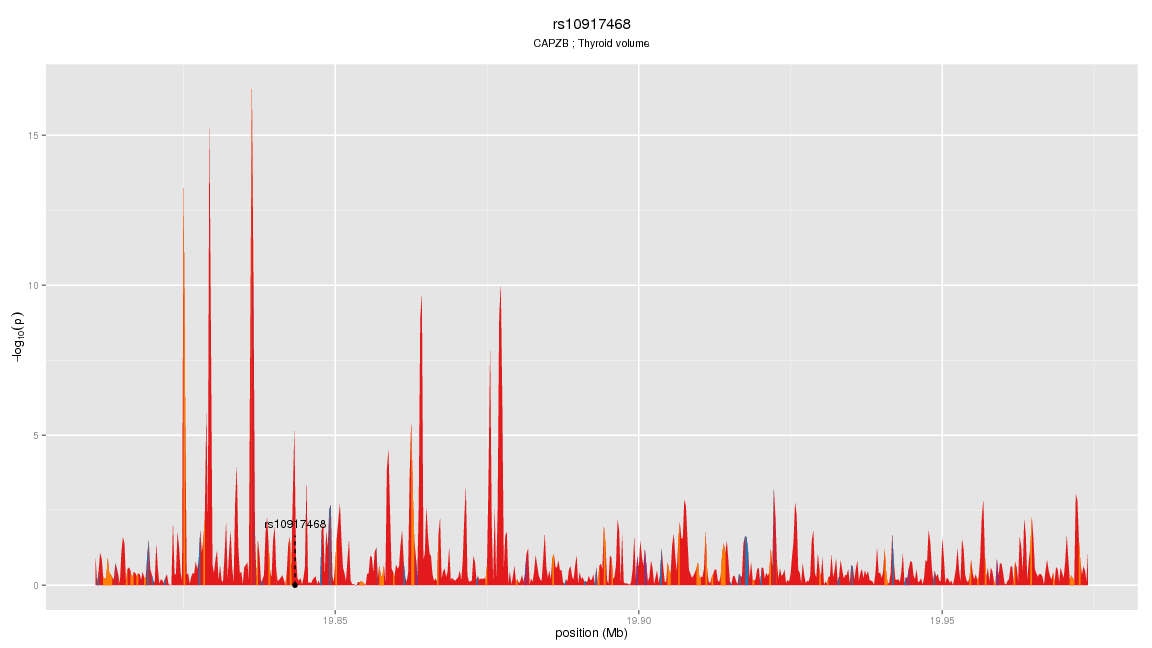 rs10917468
CAPZB ; Thyroid volume
−log10(p)
15
10
5
0
rs10917468
19.85
19.90
19.95
position (Mb)